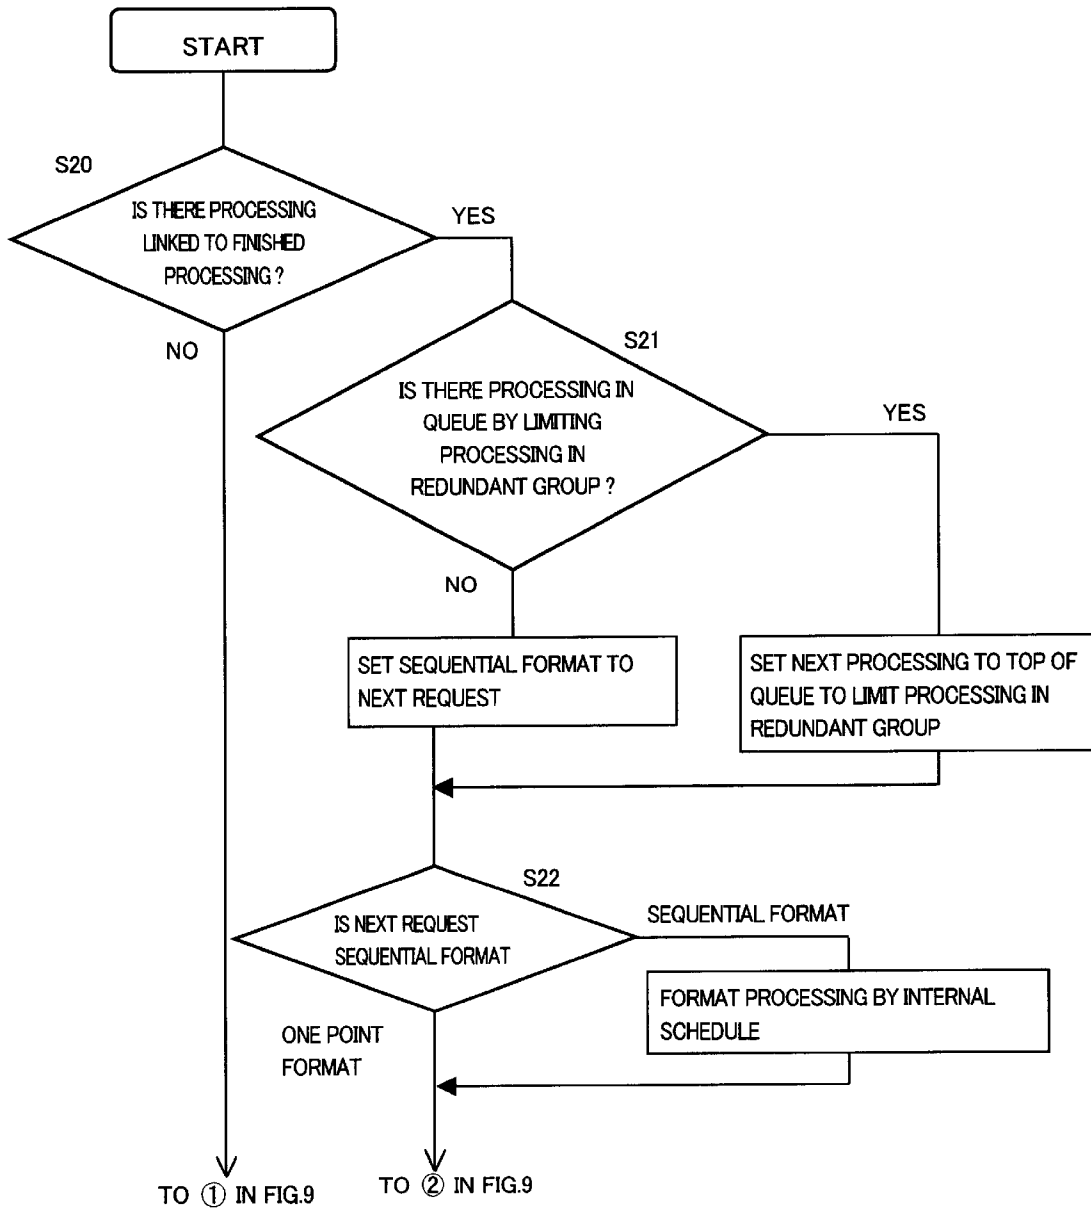 START
S20
IS THERE PROCESSING
LINKED TO FINISHED
PROCESSING ?
YES
NO
S21
IS THERE PROCESSING IN
QUEUE BY LIMITING
PROCESSING IN
REDUNDANT GROUP ?
YES
NO
SET SEQUENTIAL FORMAT TO
NEXT REQUEST
SET NEXT PROCESSING TO TOP OF
QUEUE TO LIMIT PROCESSING IN
REDUNDANT GROUP
S22
IS NEXT REQUEST
SEQUENTIAL FORMAT
SEQUENTIAL FORMAT
FORMAT PROCESSING BY INTERNAL
SCHEDULE
ONE POINT
FORMAT
TO ① IN FIG.9
TO ② IN FIG.9